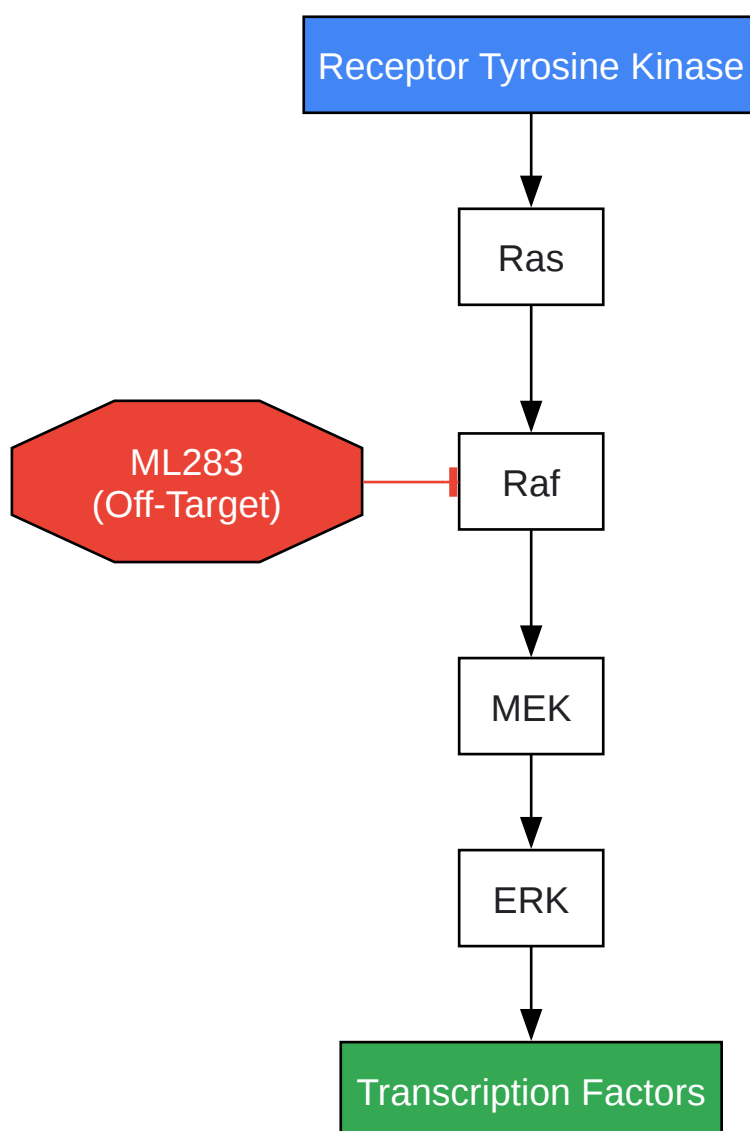 Receptor Tyrosine Kinase
Ras
ML283
(Off-Target)
Raf
MEK
ERK
Transcription Factors